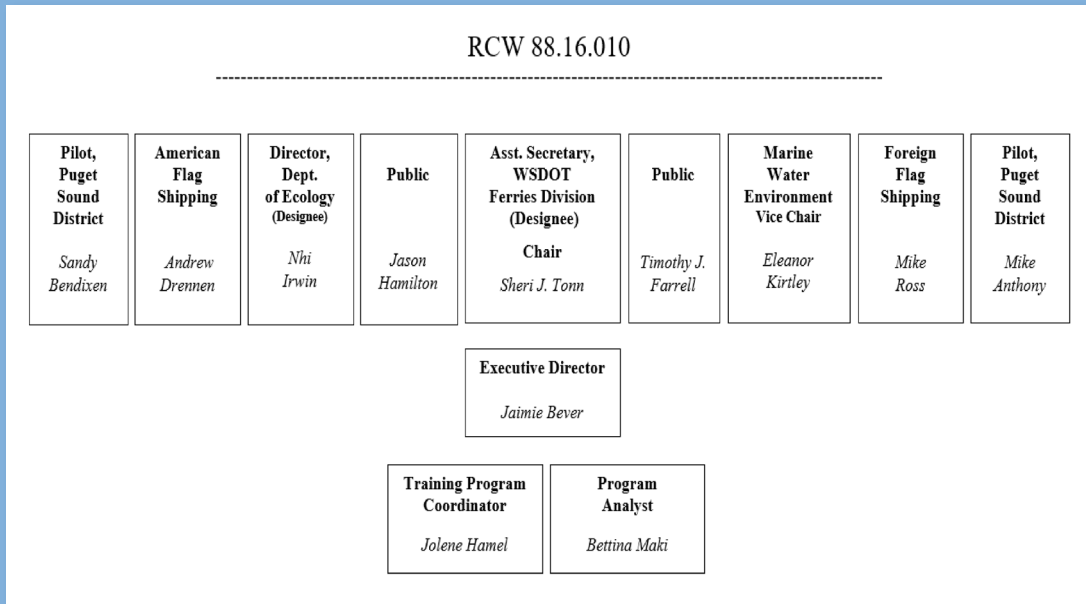 RCW 88.16.010
Pilot,
Puget
Sound
District
Sandy
Bendixen
American
Flag
Shipping
Andrew
Drennen
Director,
Dept.
of Ecology
(Designee)
Nhi
Irwin
Public
Jason
Hamilton
Asst. Secretary,
WSDOT
Ferries Division
(Designee)
Chair
Sheri J. Tonn
Public
Timothy J.
Farrell
Marine
Water
Environment
Vice Chair
Eleanor
Kirtley
Foreign
Flag
Shipping
Mike
Ross
Pilot,
Puget
Sound
District
Mike
Anthony
Executive Director
Jaimie Bever
Training Program
Coordinator
Jolene Hamel
Program
Analyst
Bettina Maki